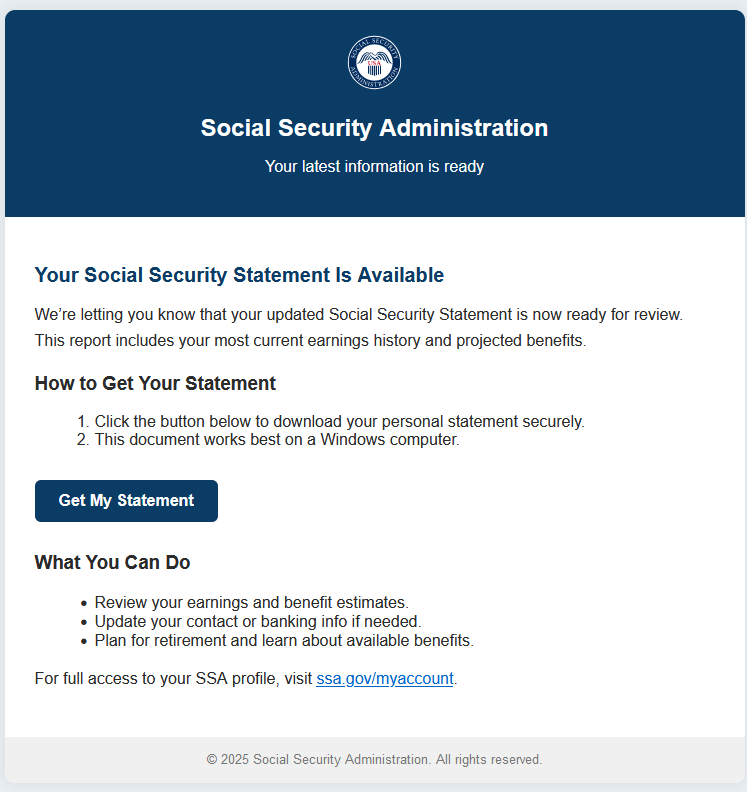 SOCIAL SECURITY ADMINISTRATION
USA
Social Security Administration
Your latest information is ready
Your Social Security Statement Is Available
We’re letting you know that your updated Social Security Statement is now ready for review.
This report includes your most current earnings history and projected benefits.
How to Get Your Statement
1. Click the button below to download your personal statement securely.
2. This document works best on a Windows computer.
Get My Statement
What You Can Do
• Review your earnings and benefit estimates.
• Update your contact or banking info if needed.
• Plan for retirement and learn about available benefits.
For full access to your SSA profile, visit ssa.gov/myaccount.
© 2025 Social Security Administration. All rights reserved.